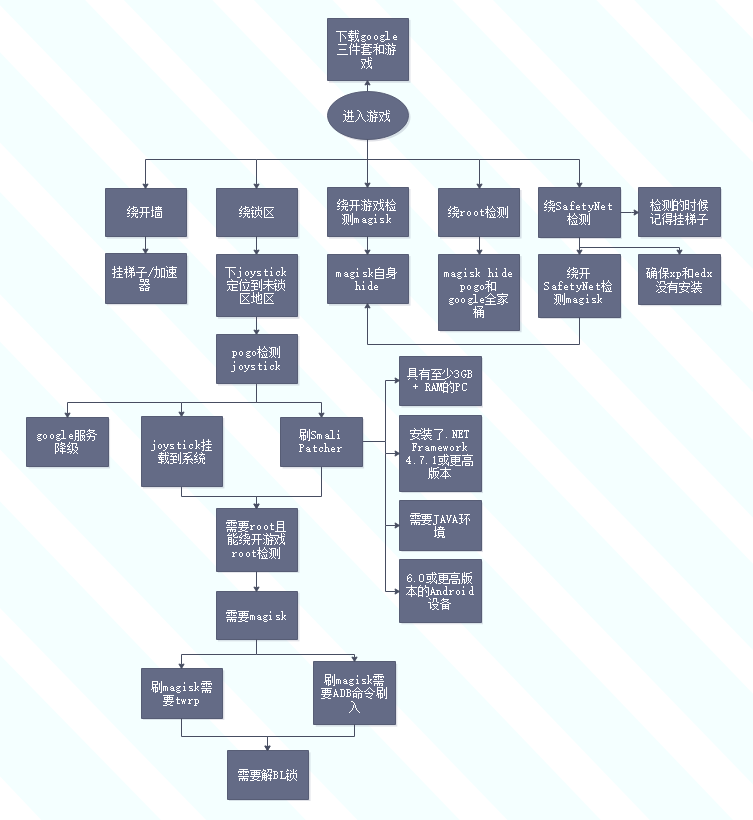 下载google
三件套和游
戏
进入游戏
绕开墙
绕锁区
绕开游戏检
测magisk
绕root检测
绕SafetyNet
检测
检测的时候
记得挂梯子
挂梯子/加速
器
下joystick
定位到未锁
区地区
magisk自身
hide
magisk hide
pogo和
google全家
桶
绕开
SafetyNet检
测magisk
确保xp和edx
没有安装
pogo检测
joystick
google服务
降级
joystick挂
载到系统
刷Smali
Patcher
具有至少3GB
+ RAM的PC
安装了.NET
Framework
4.7.1或更高
版本
需要JAVA环
境
6.0或更高版
本的Android
设备
需要root且
能绕开游戏
root检测
需要magisk
刷magisk需
要twrp
刷magisk需
要ADB命令刷
入
需要解BL锁